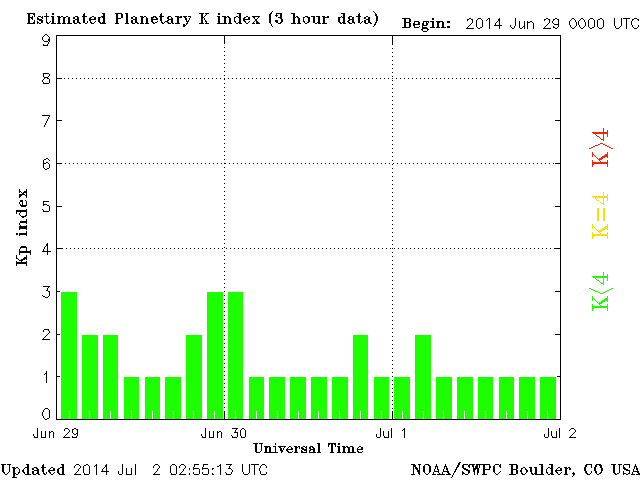 Estimated Planetary K index (3 hour data)
Begin: 2014 Jun 29 0000 UTC
9
8
7
6
5
4
3
2
1
0
Kp index
K>4
K=4
K<4
Jun 29
Jun 30
Jul 1
Jul 2
Universal Time
Updated 2014 Jul 2 02:55:13 UTC
NOAA/SWPC Boulder, CO USA